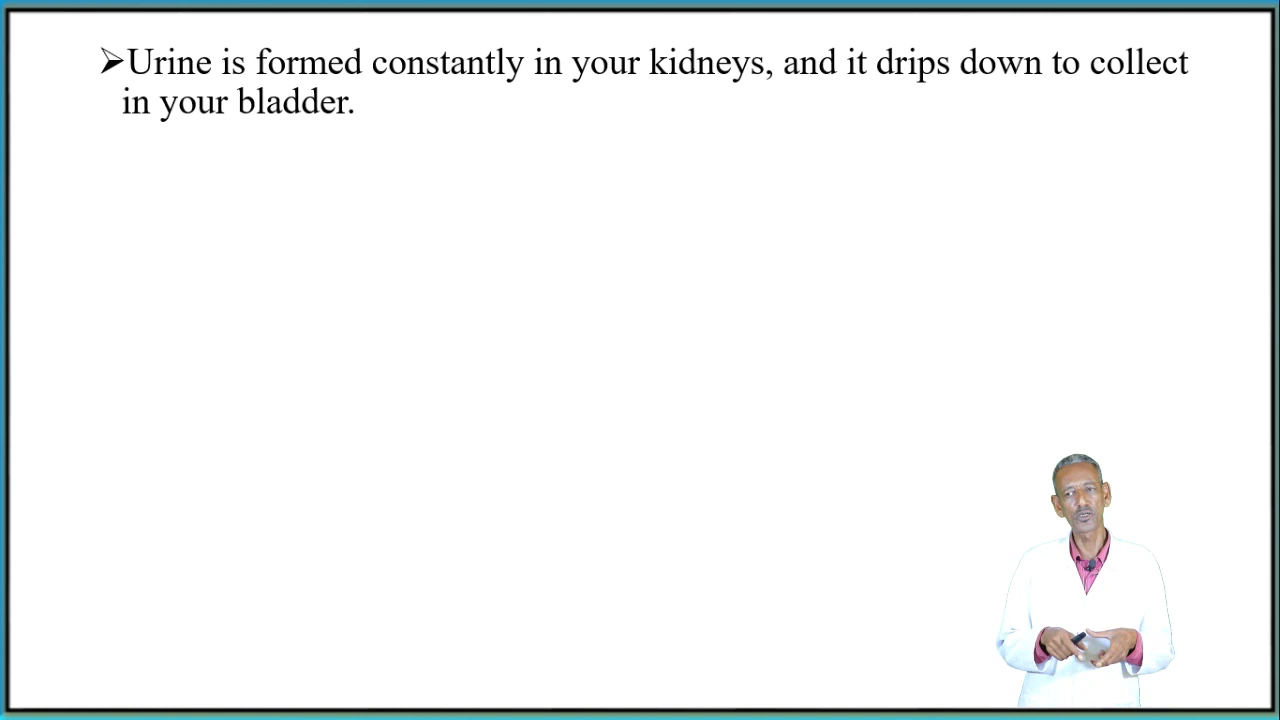 ➢Urine is formed constantly in your kidneys, and it drips down to collect
in your bladder.